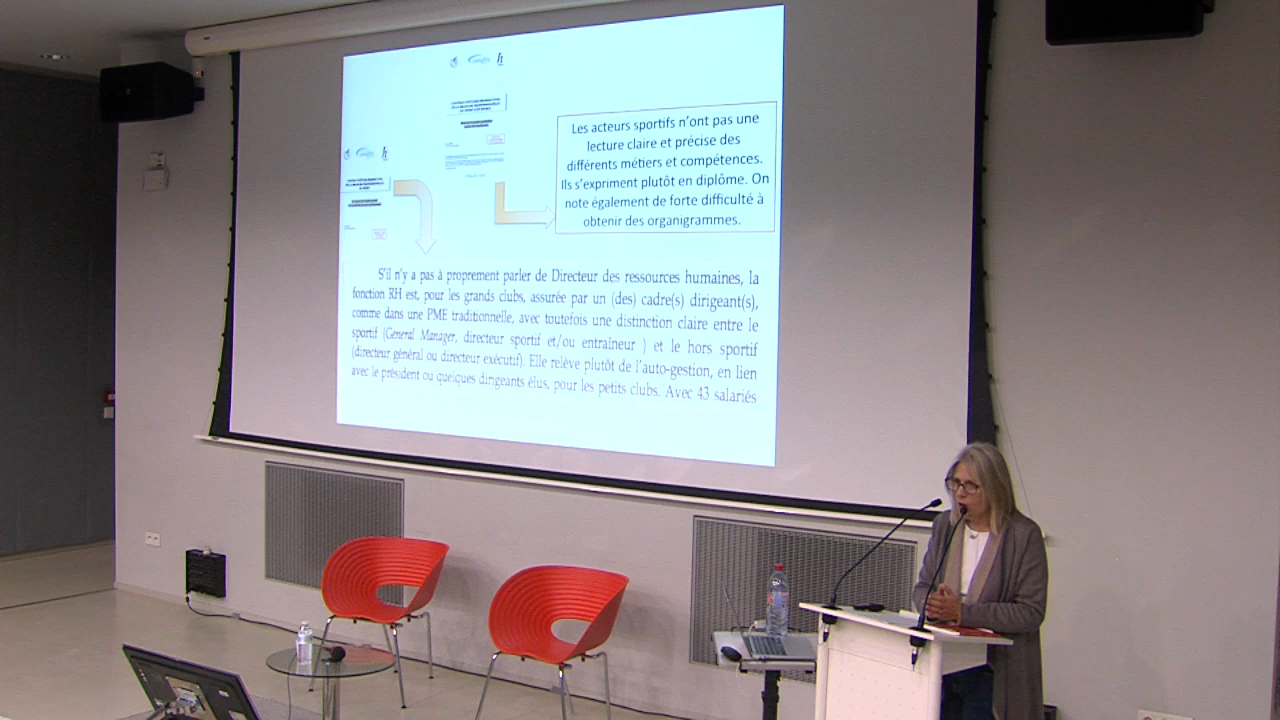 Les acteurs sportifs n'ont pas une
lecture claire et précise des
différents métiers et compétences.
Ils s'expriment plutôt en diplôme. On
note également de forte difficulté à
obtenir des organigrammes.
S'il n'y a pas à proprement parler de Directeur des ressources humaines, la
fonction RH est, pour les grands clubs, assurée par un (des) cadre(s) dirigeant(s),
comme dans une PME traditionnelle, avec toutefois une distinction claire entre le
sportif (General Manager, directeur sportif et/ou entraîneur ) et le hors sportif
(directeur général ou directeur exécutif). Elle relève plutôt de l'auto-gestion, en lien
avec le président ou quelques dirigeants élus, pour les petits clubs. Avec 43 salariés